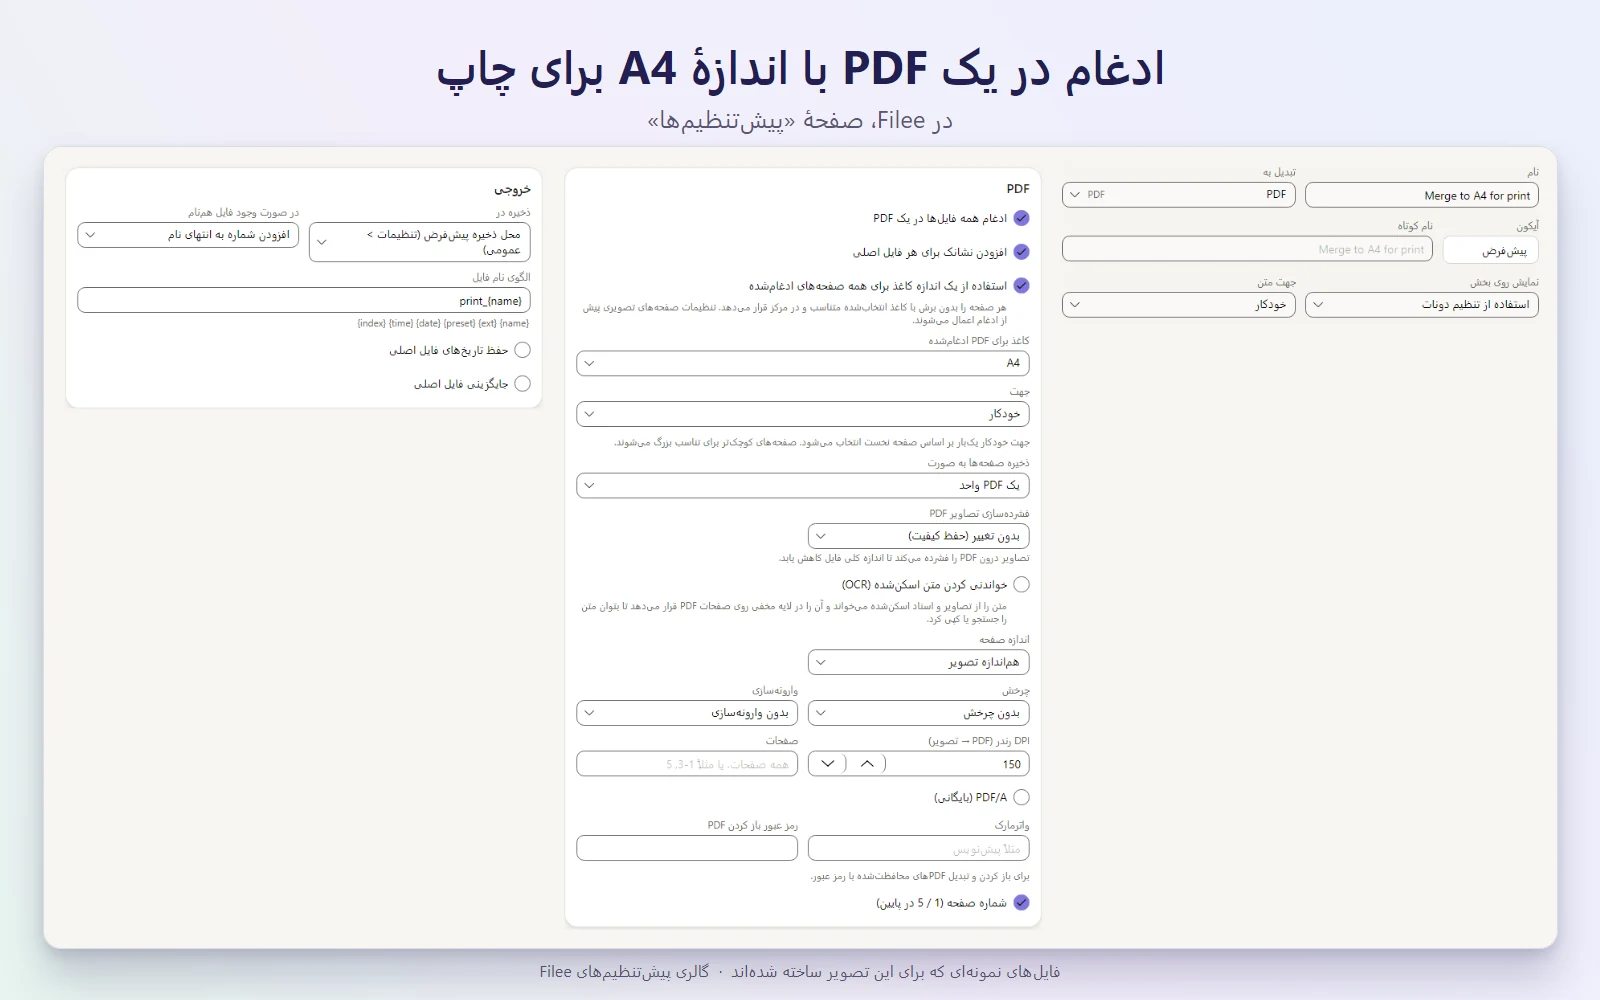 ادغام در یک PDF با اندازهٔ A4 برای چاپ
در Filee، صفحهٔ «پیش‌تنظیم‌ها»
نام
تبدیل به
Merge to A4 for print
PDF
PDF
آیکون
نام کوتاه
پیش‌فرض
Merge to A4 for print
نمایش روی بخش
جهت متن
استفاده از تنظیم دونات
خودکار
PDF
ادغام همه فایل‌ها در یک PDF
افزودن نشانک برای هر فایل اصلی
استفاده از یک اندازه کاغذ برای همه صفحه‌های ادغام‌شده
هر صفحه را بدون برش با کاغذ انتخاب‌شده متناسب و در مرکز قرار می‌دهد. تنظیمات صفحه‌های تصویری پیش
از ادغام اعمال می‌شوند.
کاغذ برای PDF ادغام‌شده
A4
جهت
خودکار
جهت خودکار یک‌بار بر اساس صفحه نخست انتخاب می‌شود. صفحه‌های کوچک‌تر برای تناسب بزرگ می‌شوند.
ذخیره صفحه‌ها به صورت
یک PDF واحد
فشرده‌سازی تصاویر PDF
بدون تغییر (حفظ کیفیت)
تصاویر درون PDF را فشرده می‌کند تا اندازه کلی فایل کاهش یابد.
خواندنی کردن متن اسکن‌شده (OCR)
متن را از تصاویر و اسناد اسکن‌شده می‌خواند و آن را در لایه مخفی روی صفحات PDF قرار می‌دهد تا بتوان متن
را جستجو یا کپی کرد.
اندازه صفحه
هم‌اندازه تصویر
چرخش
وارونه‌سازی
بدون چرخش
بدون وارونه‌سازی
DPI رندر (PDF → تصویر)
صفحات
150
همه صفحات، یا مثلاً 1-3، 5
PDF/A (بایگانی)
واترمارک
رمز عبور باز کردن PDF
مثلاً پیش‌نویس
برای باز کردن و تبدیل PDFهای محافظت‌شده با رمز عبور.
شماره صفحه (1 / 5 در پایین)
خروجی
ذخیره در
در صورت وجود فایل هم‌نام
محل ذخیره پیش‌فرض (تنظیمات >
عمومی)
افزودن شماره به انتهای نام
الگوی نام فایل
print_{name}
{name} {ext} {preset} {date} {time} {index}
حفظ تاریخ‌های فایل اصلی
جایگزینی فایل اصلی
فایل‌های نمونه‌ای که برای این تصویر ساخته شده‌اند · گالری پیش‌تنظیم‌های Filee